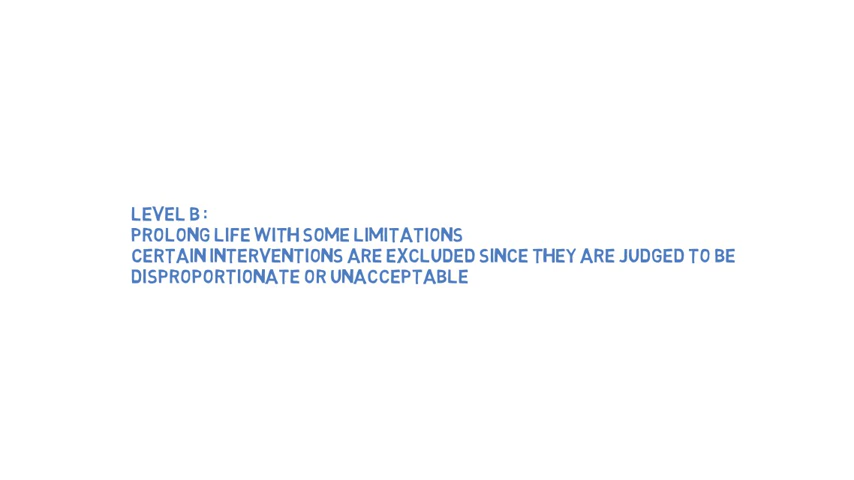 LEVEL B :
PROLONG LIFE WITH SOME LIMITATIONS
CERTAIN INTERVENTIONS ARE EXCLUDED SINCE THEY ARE JUDGED TO BE
DISPROPORTIONATE OR UNACCEPTABLE